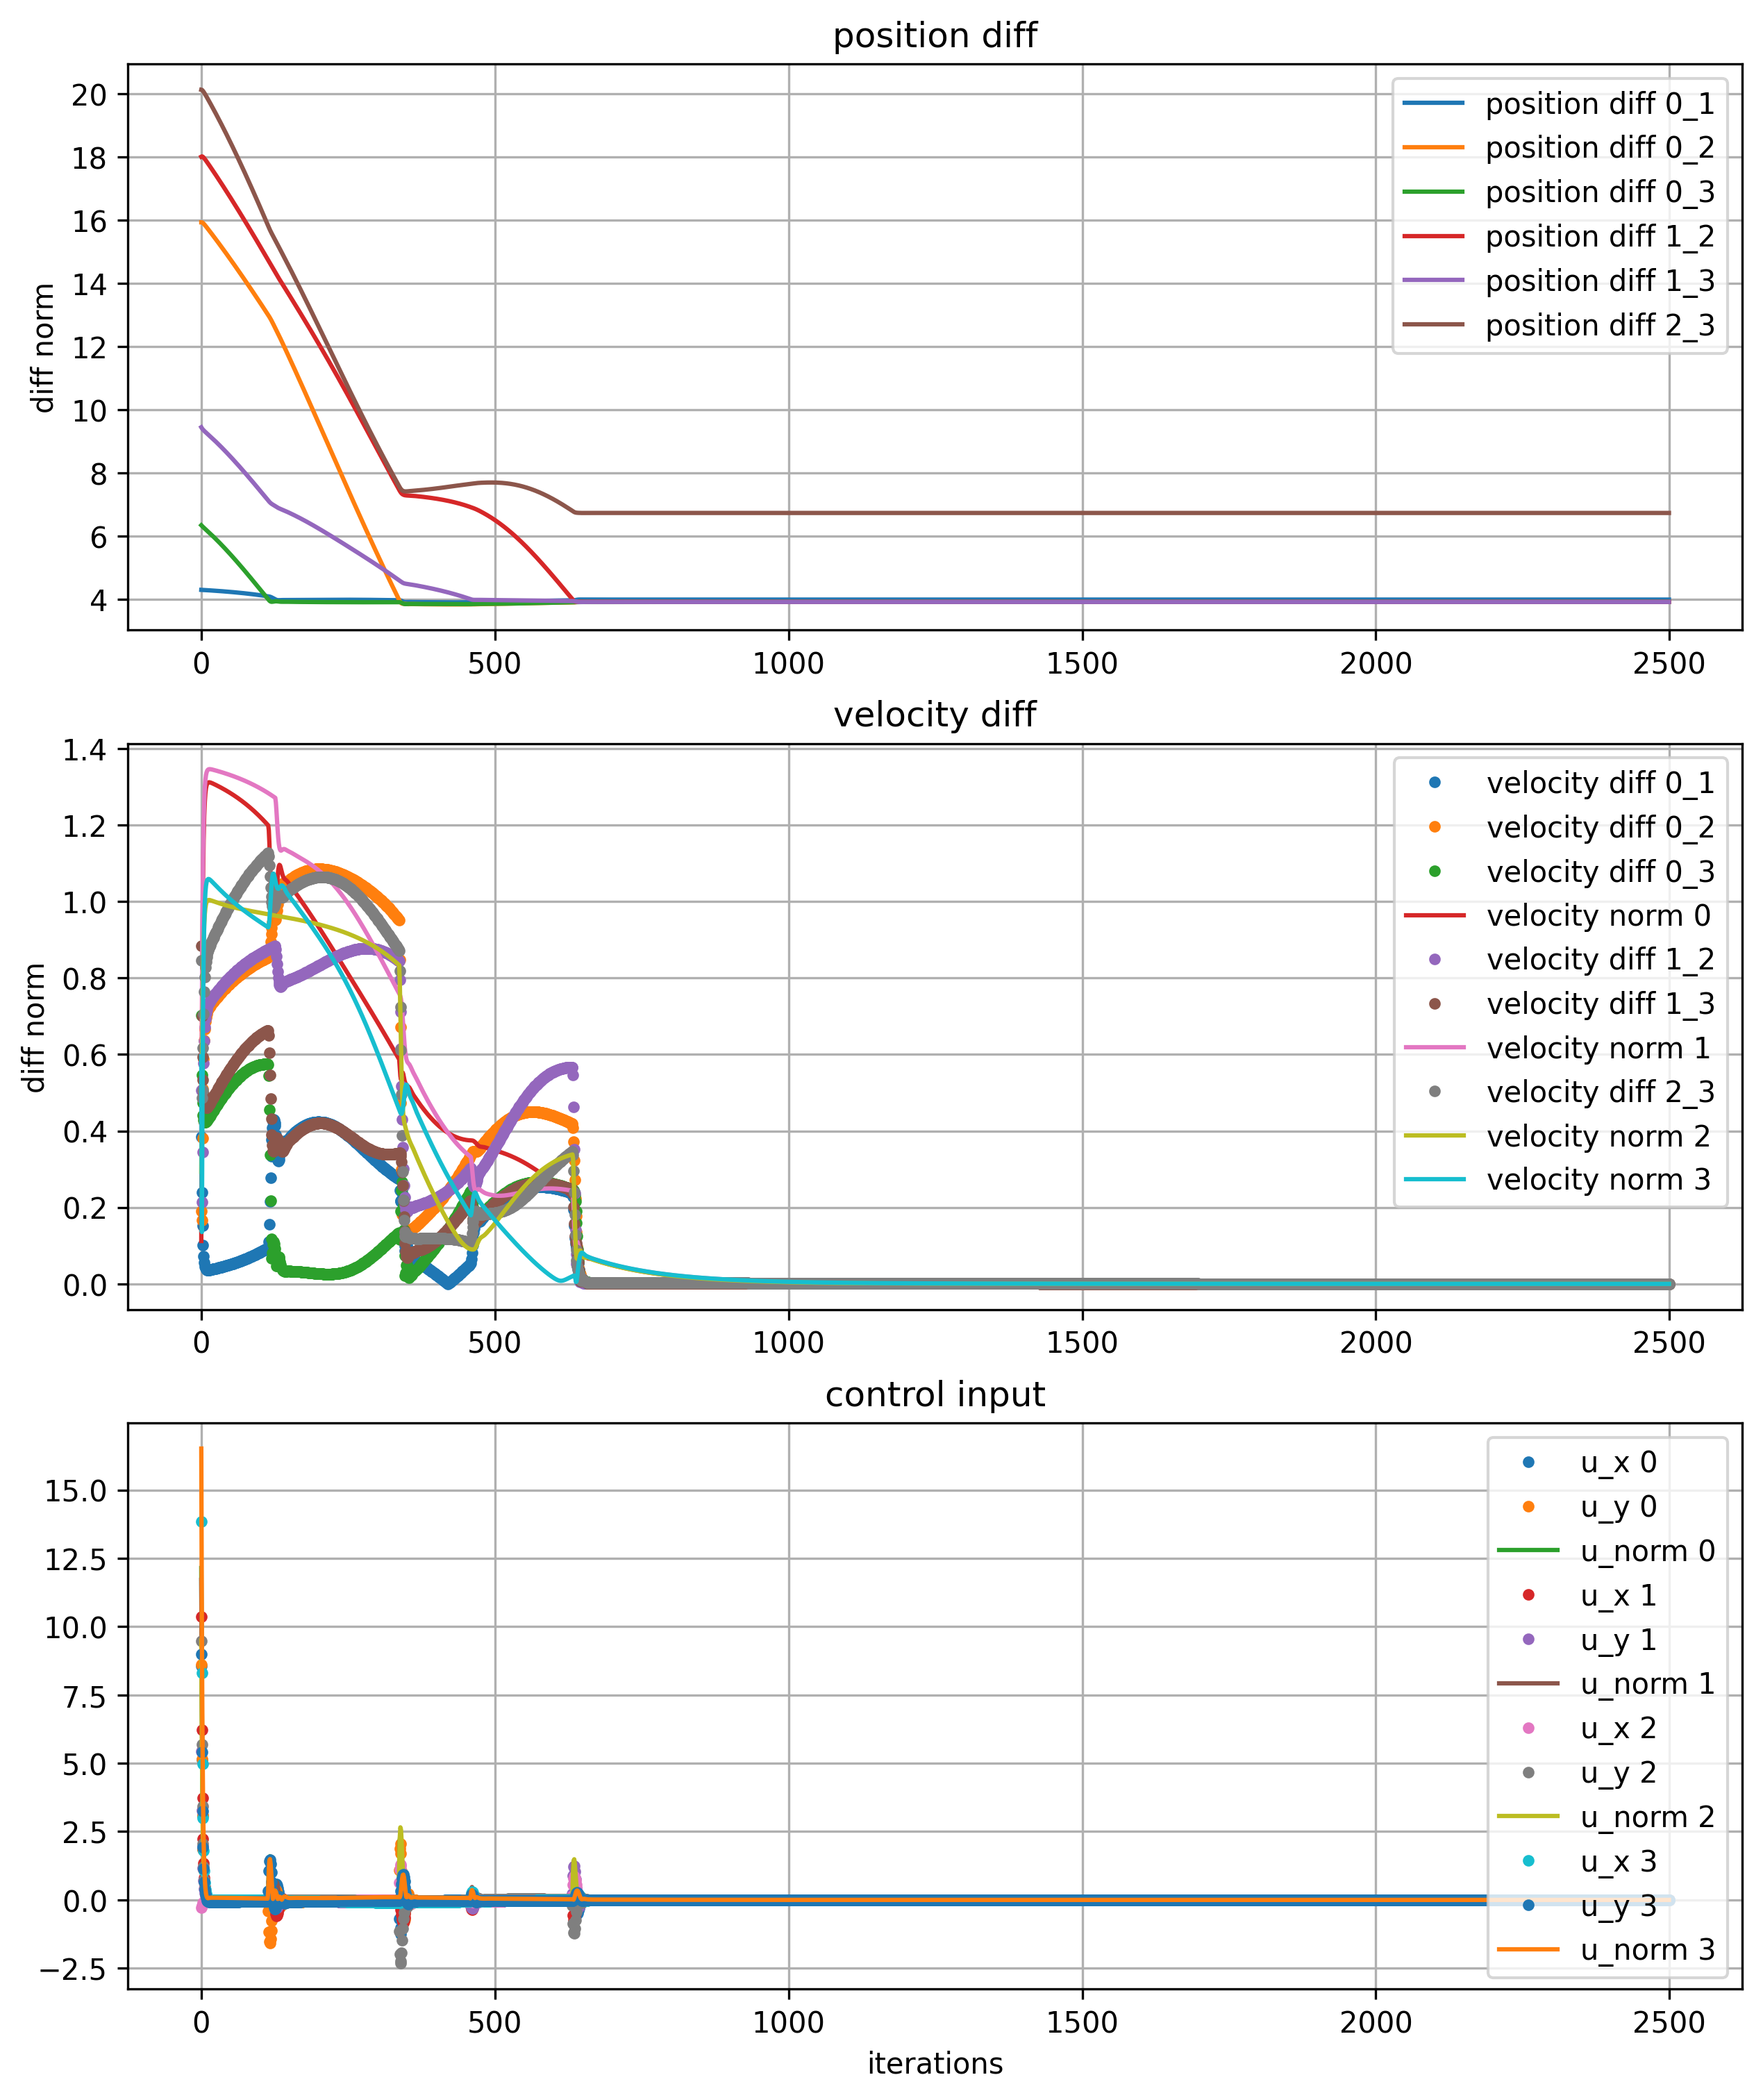 position diff
20
18
16
14
12
10
8
6
4
diff norm
position diff 0_1
position diff 0_2
position diff 0_3
position diff 1_2
position diff 1_3
position diff 2_3
0 500 1000 1500 2000 2500
velocity diff
1.4
1.2
1.0
0.8
0.6
0.4
0.2
0.0
diff norm
velocity diff 0_1
velocity diff 0_2
velocity diff 0_3
velocity norm 0
velocity diff 1_2
velocity diff 1_3
velocity norm 1
velocity diff 2_3
velocity norm 2
velocity norm 3
0 500 1000 1500 2000 2500
control input
15.0
12.5
10.0
7.5
5.0
2.5
0.0
−2.5
u_x 0
u_y 0
u_norm 0
u_x 1
u_y 1
u_norm 1
u_x 2
u_y 2
u_norm 2
u_x 3
u_y 3
u_norm 3
0 500 1000 1500 2000 2500
iterations